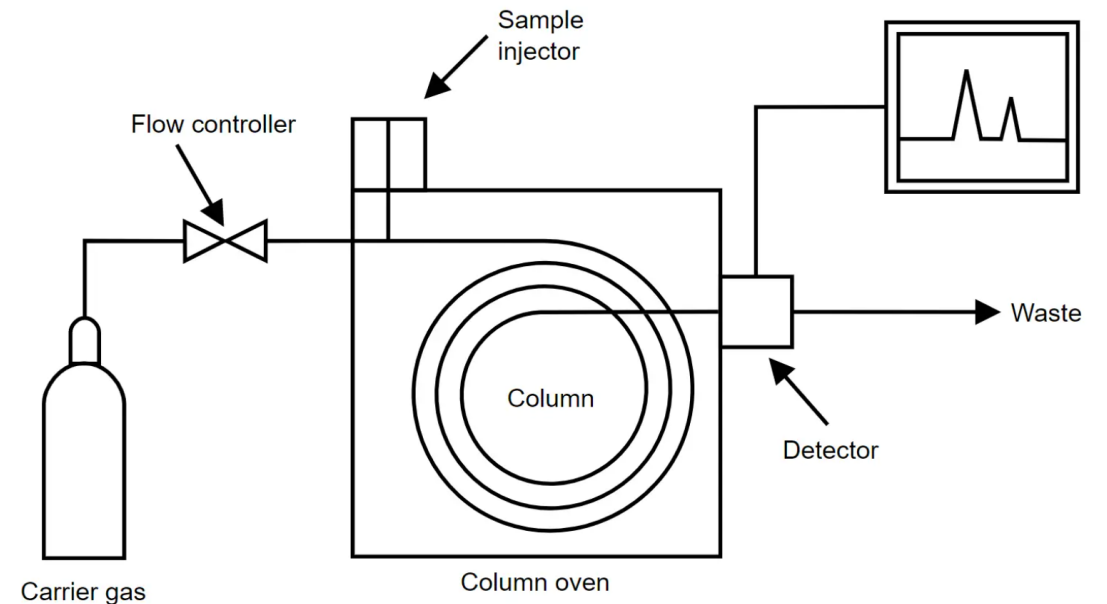 Sample
injector
Flow controller
Waste
Column
Detector
Column oven
Carrier gas